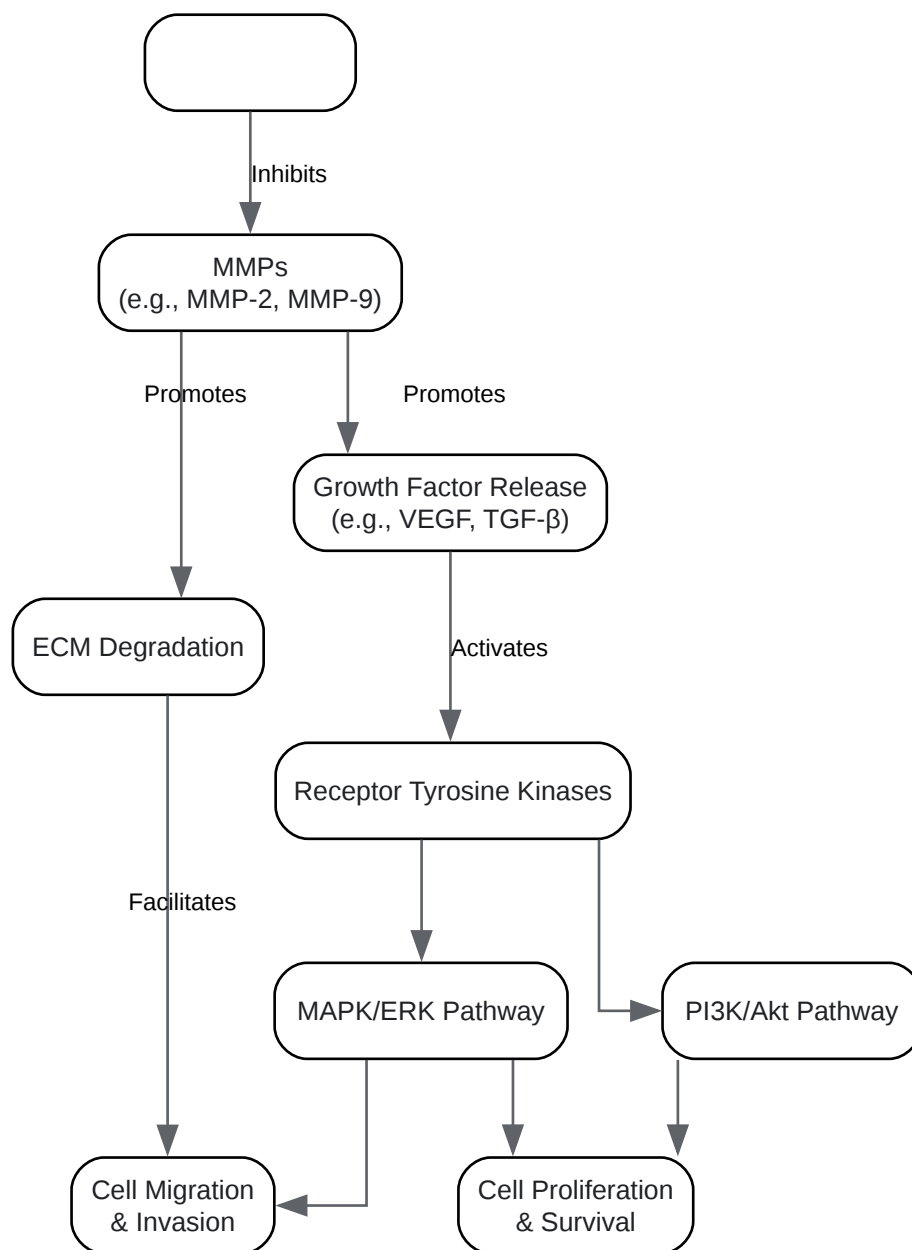 Inhibits
MMPs
(e.g., MMP-2, MMP-9)
Promotes
Promotes
Growth Factor Release
(e.g., VEGF, TGF-β)
ECM Degradation
Activates
Receptor Tyrosine Kinases
Facilitates
MAPK/ERK Pathway
PI3K/Akt Pathway
Cell Migration
& Invasion
Cell Proliferation
& Survival